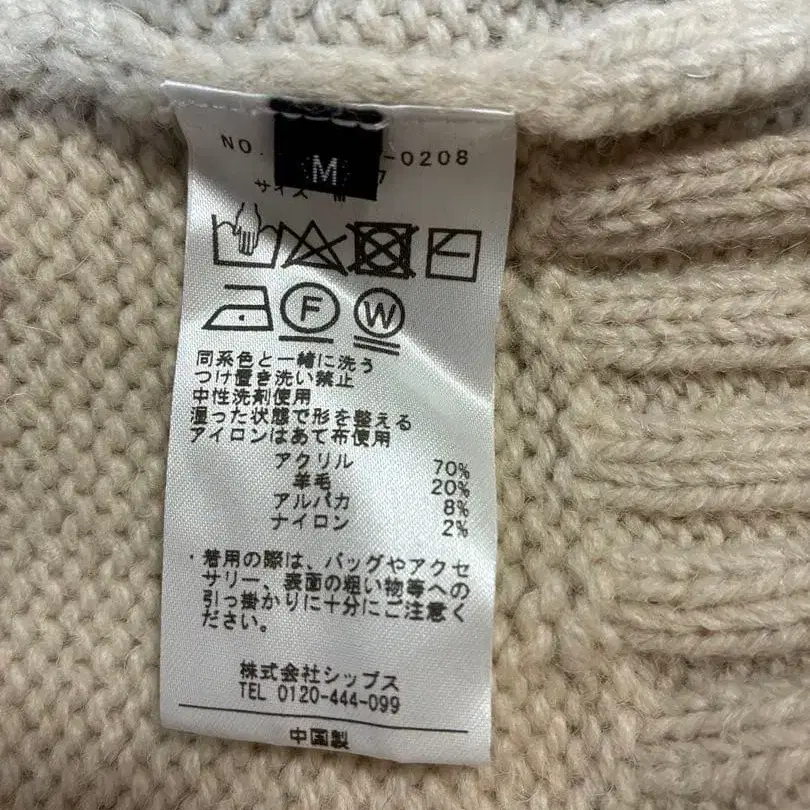 NO. -0208
M
サイズ
F
W
同系色と一緒に洗う
つけ置き洗い禁止
中性洗剤使用
湿った状態で形を整える
アイロンはあて布使用
アクリル 70%
羊毛 20%
アルパカ 8%
ナイロン 2%
・着用の際は、バッグやアクセ
サリー、表面の粗い物等への
引っ掛かりに十分にご注意く
ださい。
株式会社シップス
TEL 0120-444-099
中国製